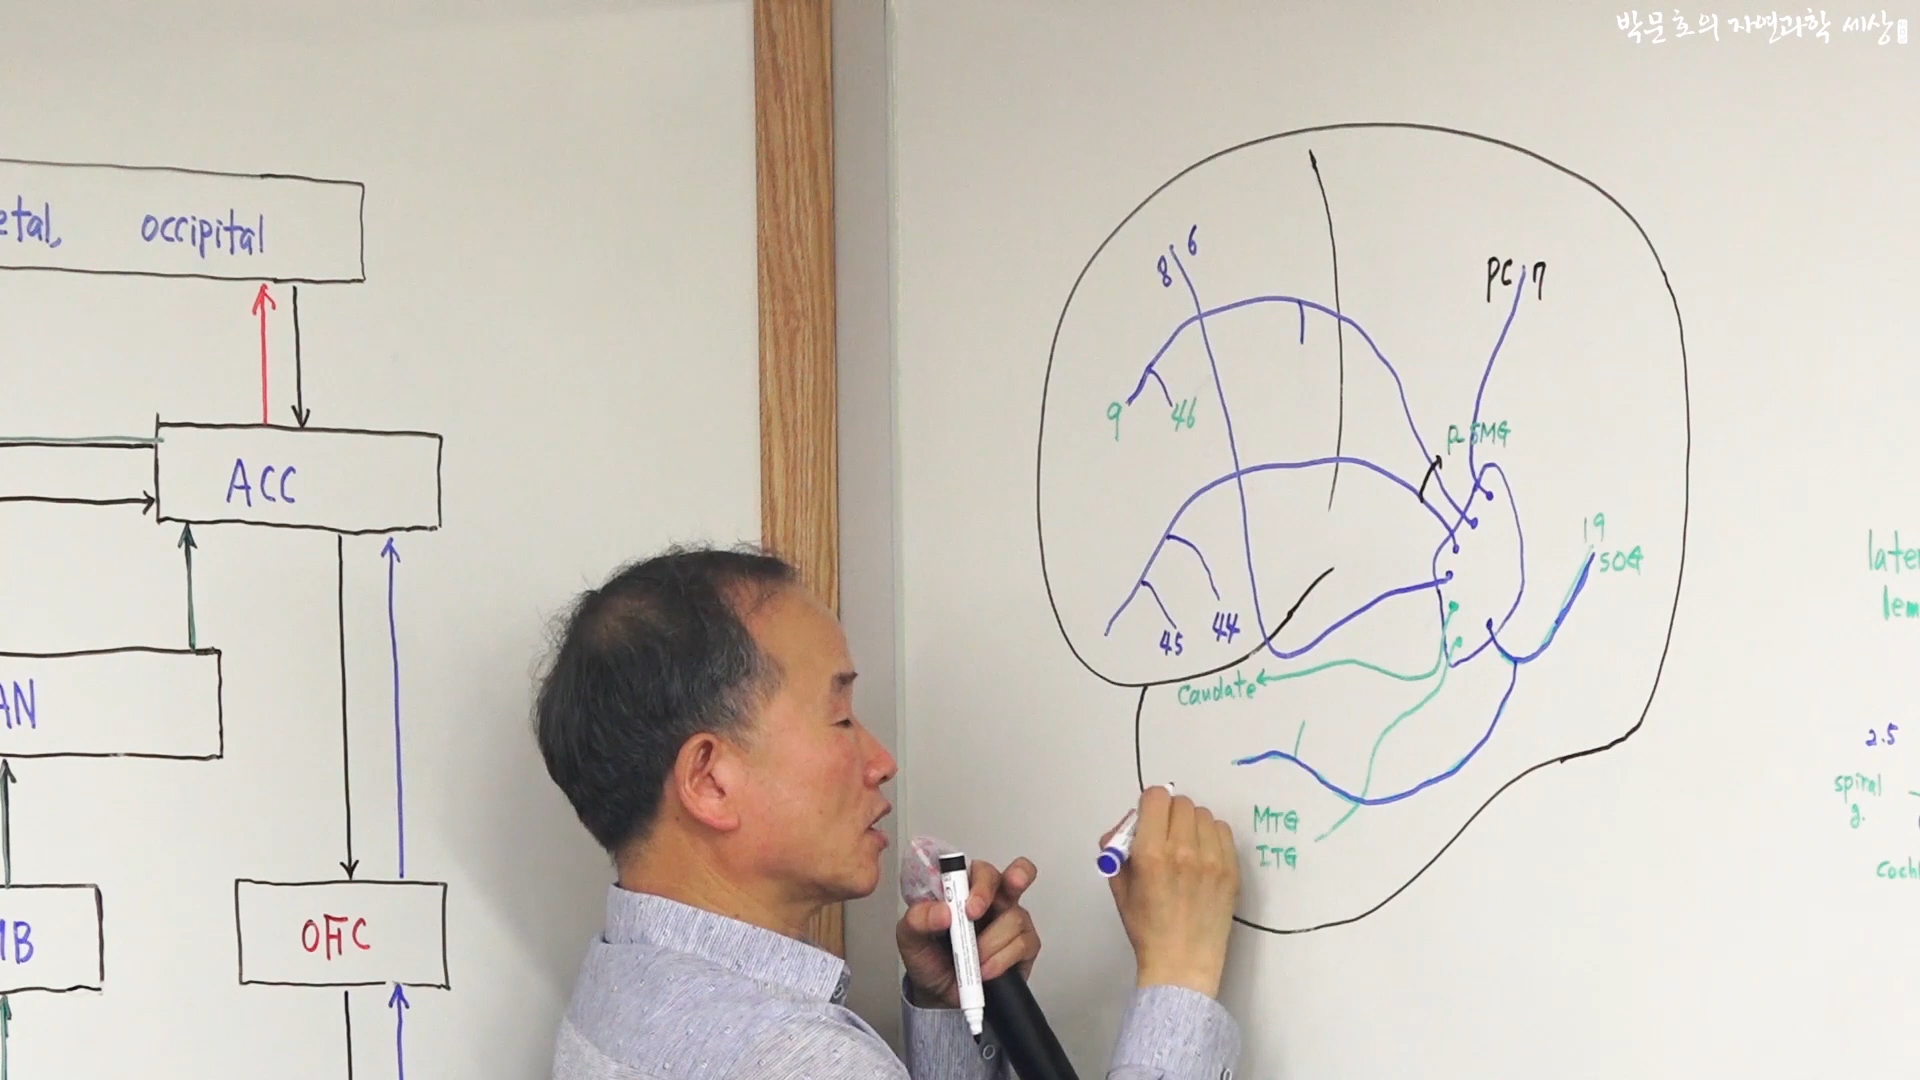 박문호의 자연과학 세상
etal, occipital
ACC
AN
MB
OFC
6
8
PC 7
9
46
P SMG
19
SOG
45
44
Caudate
MTG
ITG
late
lem
2.5
spiral
g.
coch